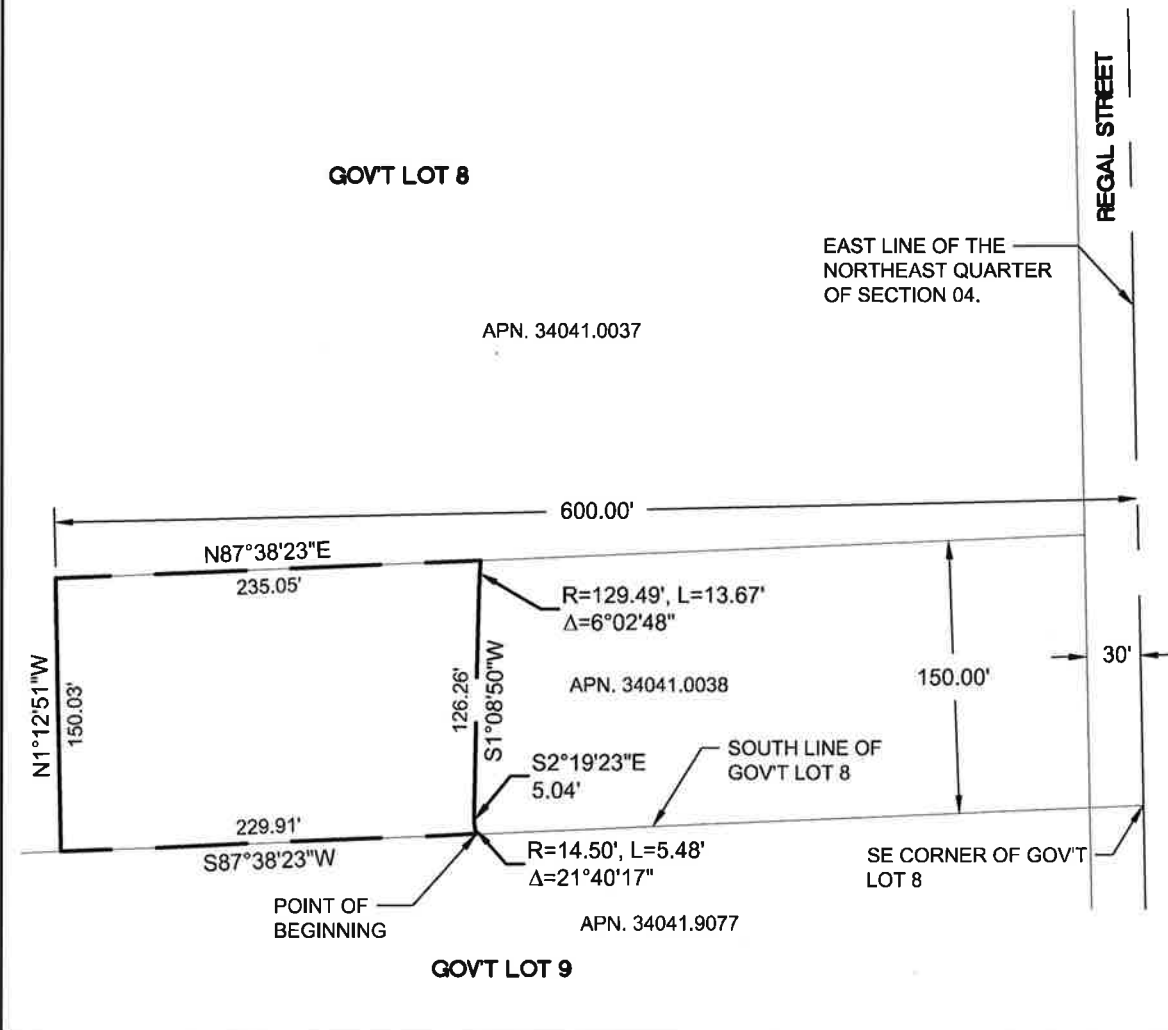 REGAL STREET
GOV'T LOT 8
EAST LINE OF THE
NORTHEAST QUARTER
OF SECTION 04.
APN. 34041.0037
600.00'
N87°38'23"E
235.05'
R=129.49', L=13.67'
Δ=6°02'48"
N1°12'51"W
150.03'
126.26'
S1°08'50"W
APN. 34041.0038
150.00'
30'
S2°19'23"E
5.04'
SOUTH LINE OF
GOV'T LOT 8
229.91'
S87°38'23"W
R=14.50', L=5.48'
Δ=21°40'17"
SE CORNER OF GOV'T
LOT 8
POINT OF
BEGINNING
APN. 34041.9077
GOV'T LOT 9